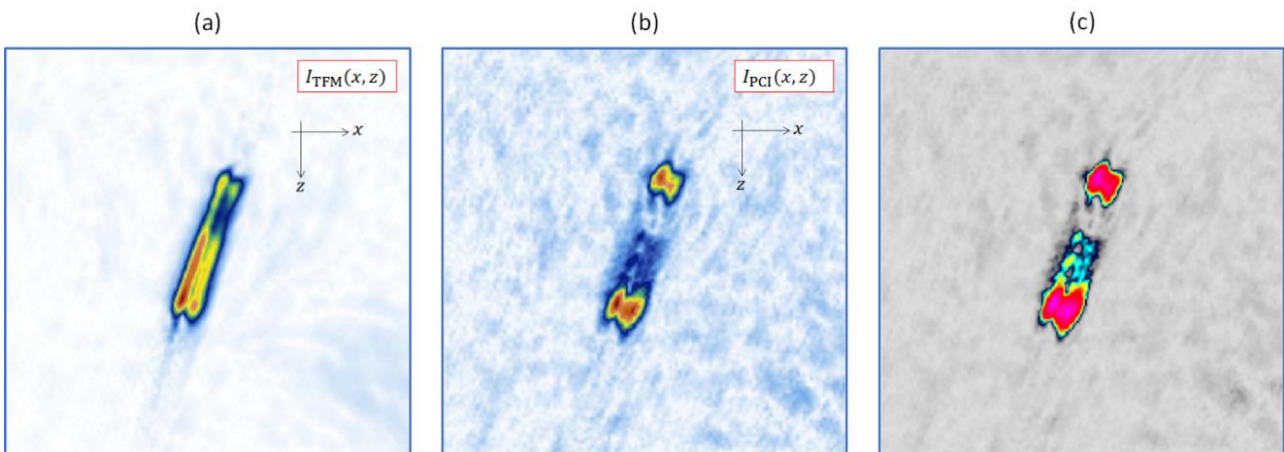 (a)
(b)
(c)
I_TFM(x, z)
I_PCI(x, z)
x
z
x
z